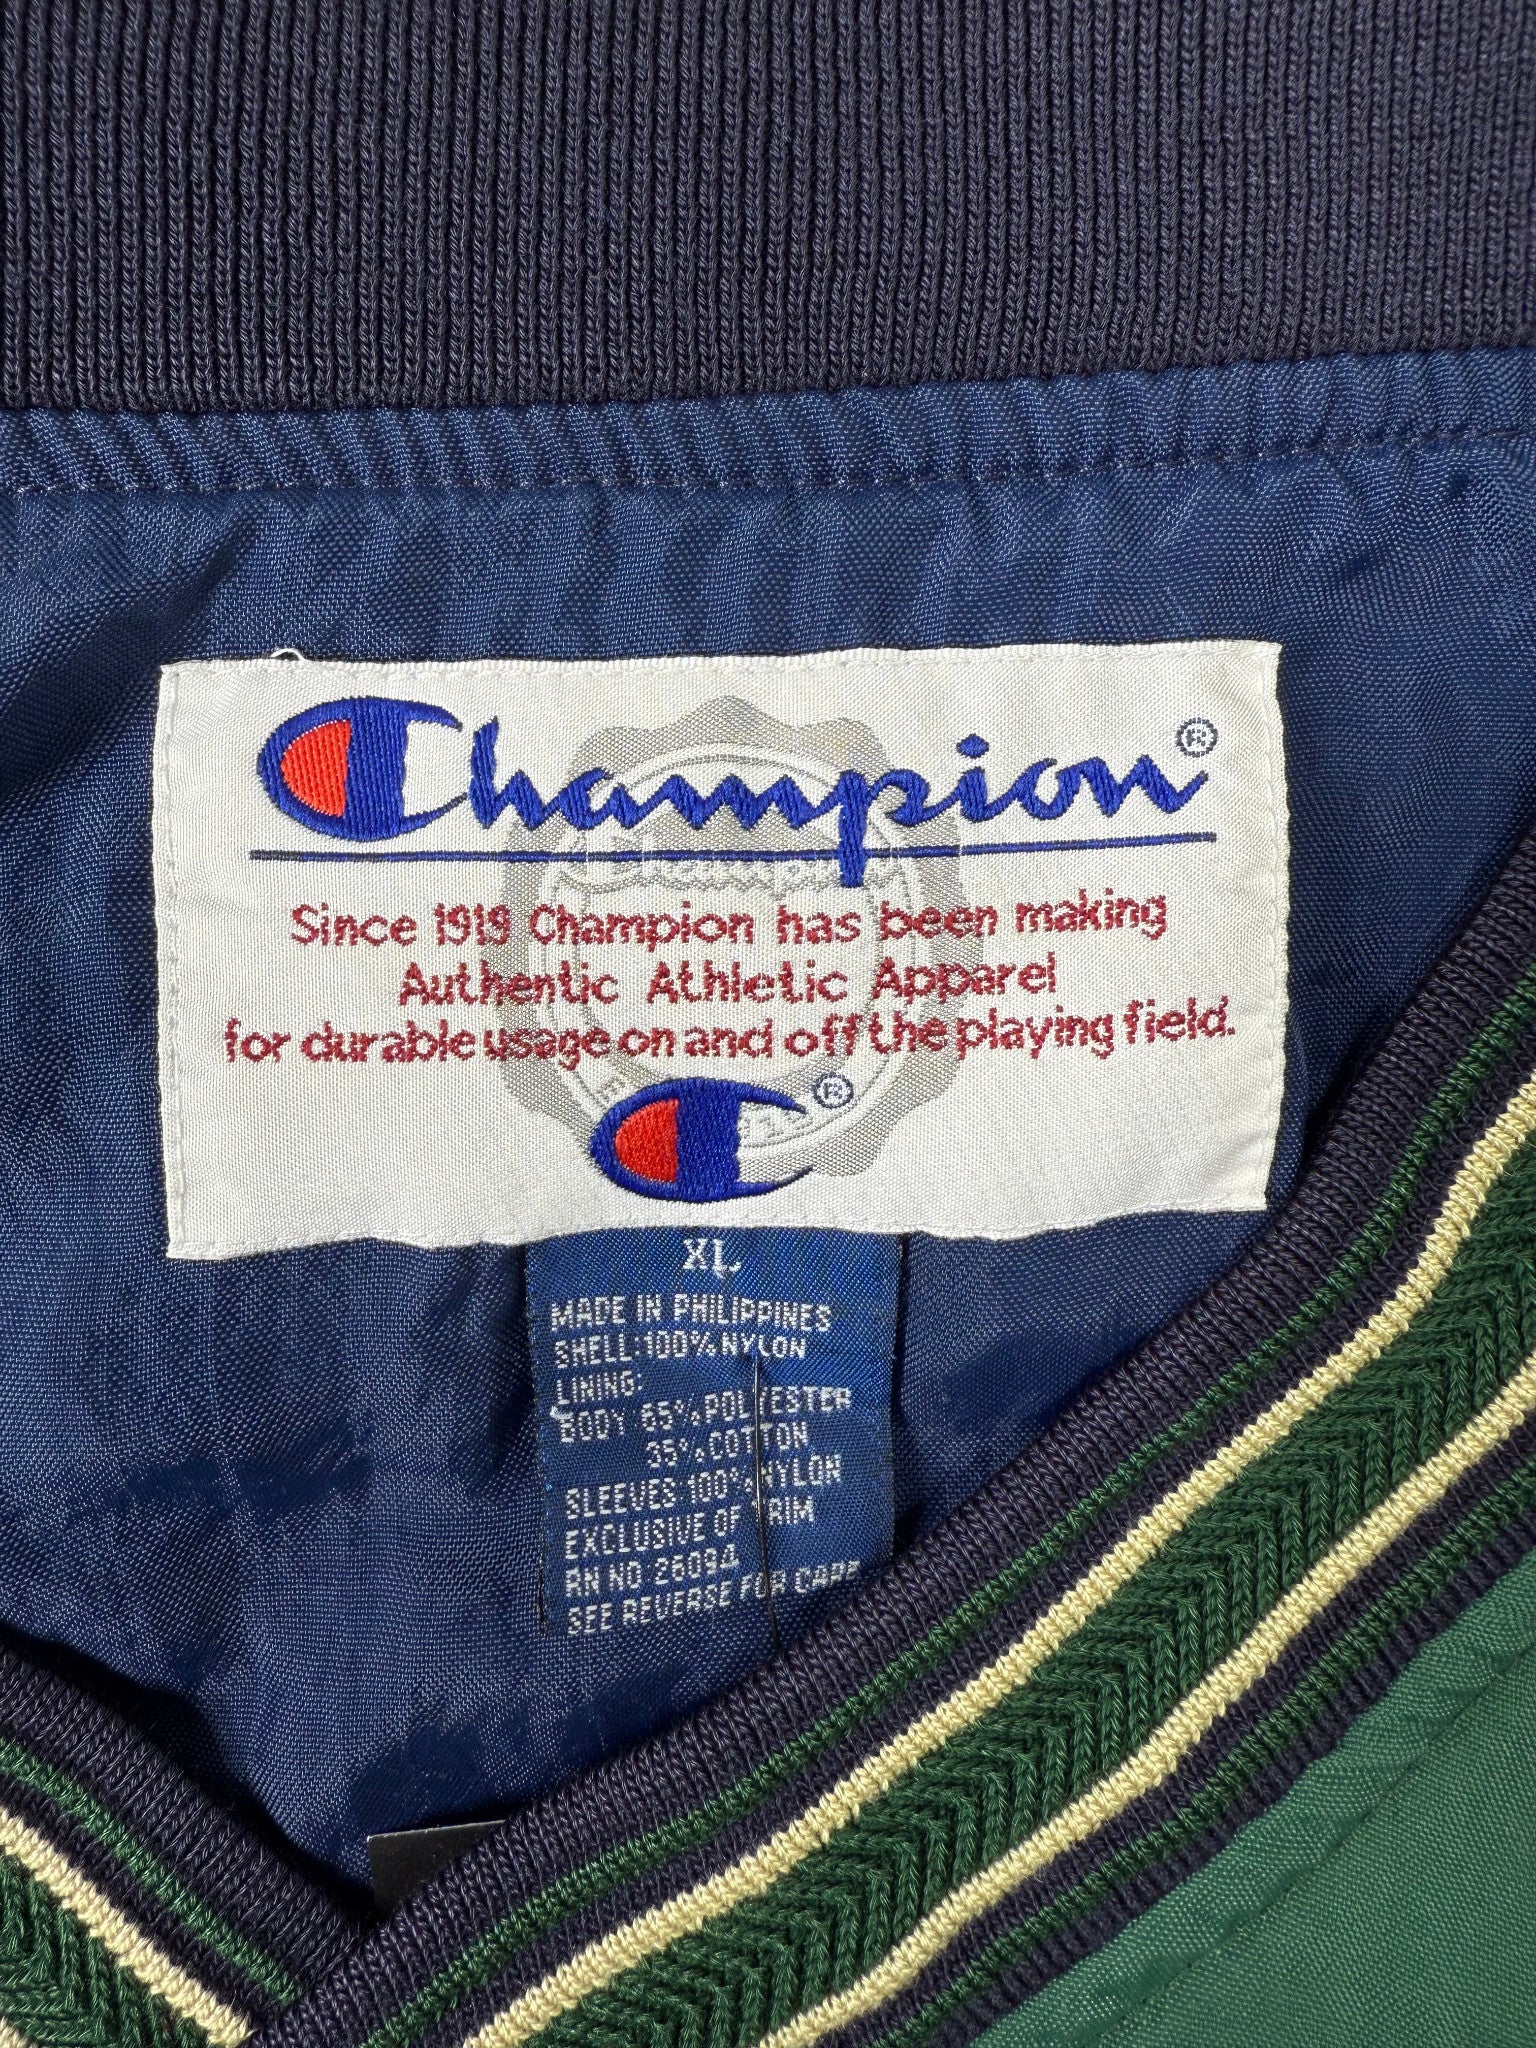 Champion®
Since 1919 Champion has been making
Authentic Athletic Apparel
for durable usage on and off the playing field.
®
XL
MADE IN PHILIPPINES
SHELL:100% NYLON
LINING:
BODY 65% POLYESTER
35% COTTON
SLEEVES 100% NYLON
EXCLUSIVE OF TRIM
RN NO 26094
SEE REVERSE FOR CARE